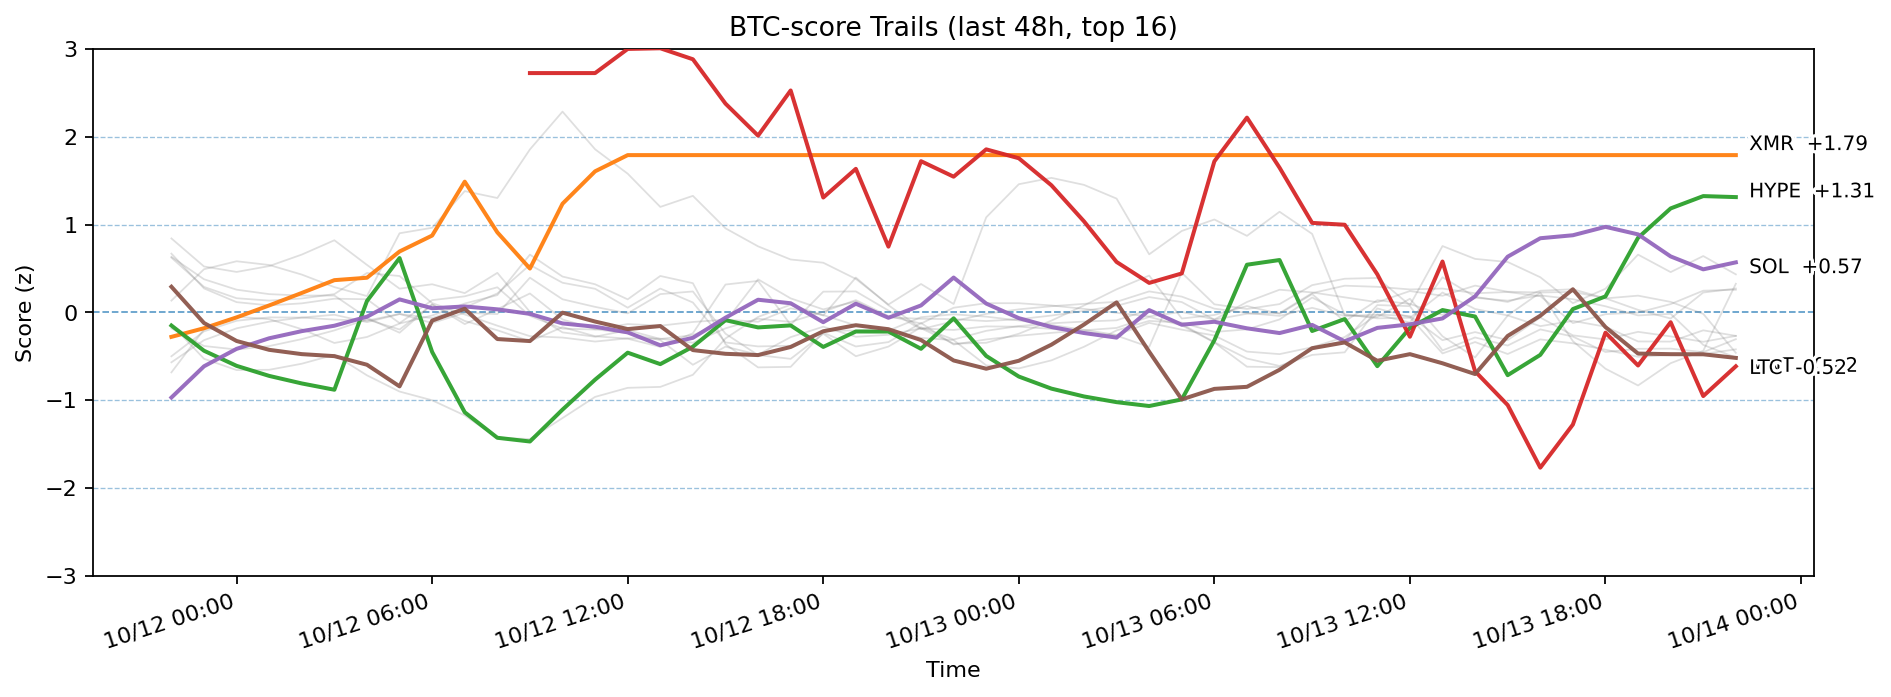 BTC-score Trails (last 48h, top 16)
3
2
1
0
−1
−2
−3
Score (z)
XMR +1.79
HYPE +1.31
SOL +0.57
LTC -0.52
10/12 00:00
10/12 06:00
10/12 12:00
10/12 18:00
10/13 00:00
10/13 06:00
10/13 12:00
10/13 18:00
10/14 00:00
Time